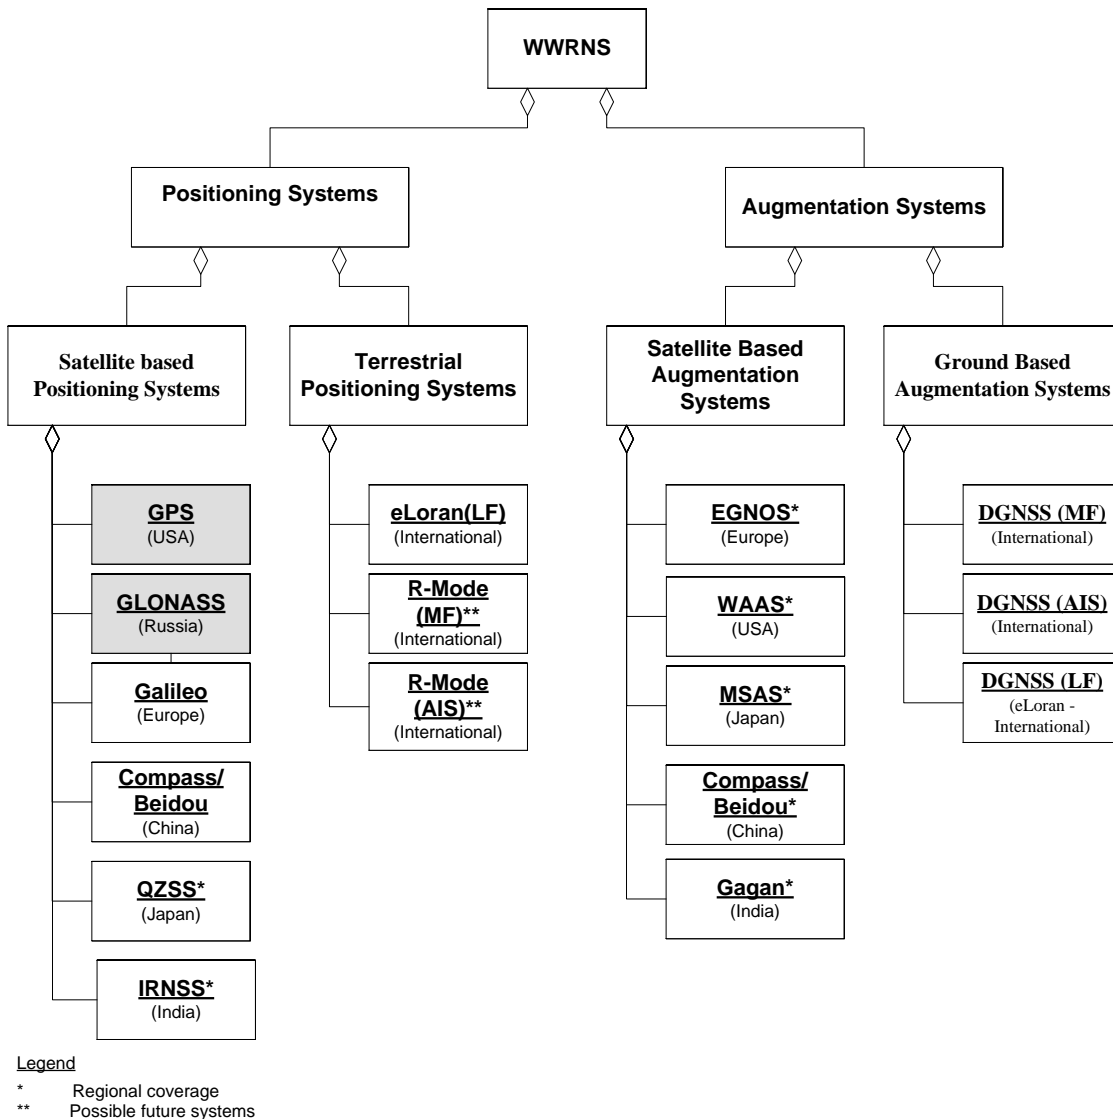 WWRNS
Positioning Systems
Augmentation Systems
Satellite based
Positioning Systems
Terrestrial
Positioning Systems
Satellite Based
Augmentation
Systems
Ground Based
Augmentation Systems
GPS
(USA)
GLONASS
(Russia)
Galileo
(Europe)
Compass/
Beidou
(China)
QZSS*
(Japan)
IRNSS*
(India)
eLoran(LF)
(International)
R-Mode
(MF)**
(International)
R-Mode
(AIS)**
(International)
EGNOS*
(Europe)
WAAS*
(USA)
MSAS*
(Japan)
Compass/
Beidou*
(China)
Gagan*
(India)
DGNSS (MF)
(International)
DGNSS (AIS)
(International)
DGNSS (LF)
(eLoran -
International)
Legend
* Regional coverage
** Possible future systems